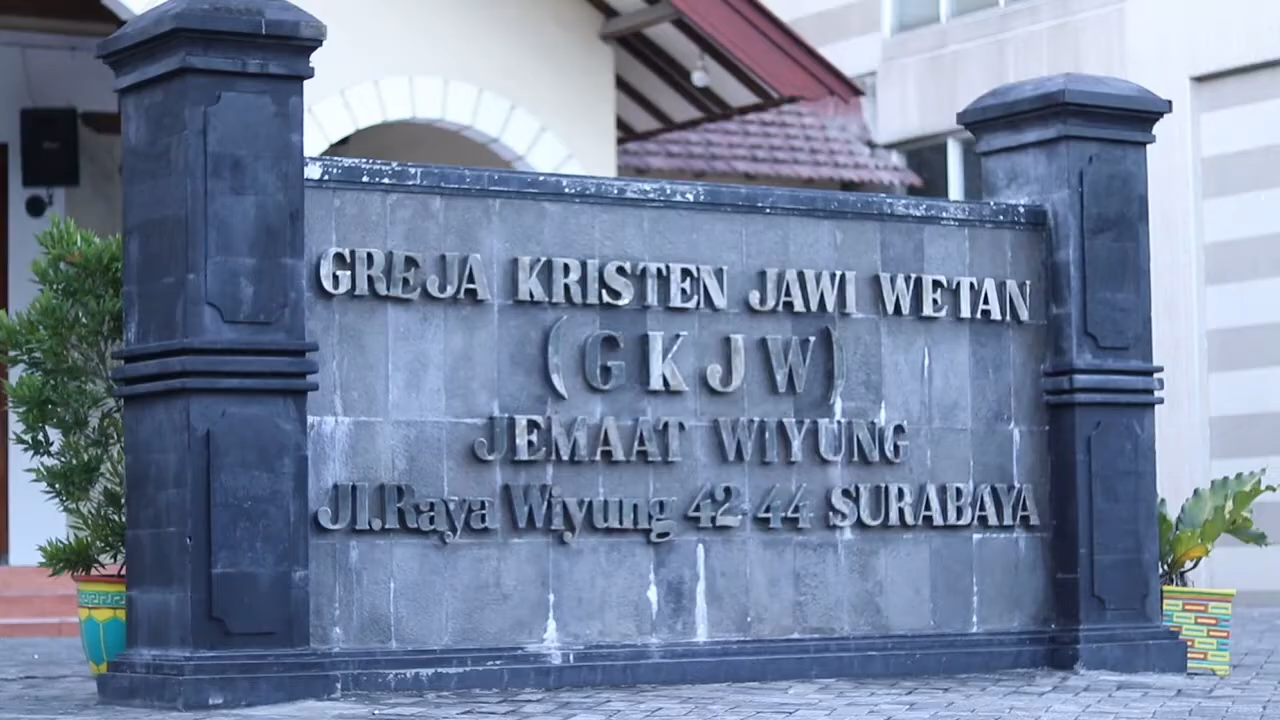 GREJA KRISTEN JAWI WETAN
(GKJW)
JEMAAT WIYUNG
Jl.Raya Wiyung 42-44 SURABAYA